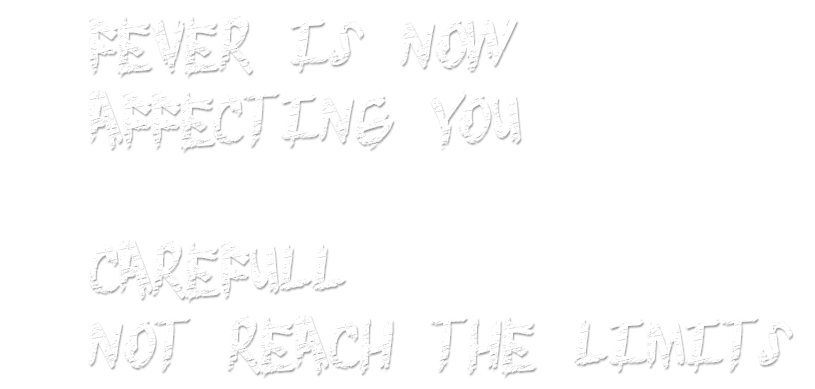 FEVER IS NOW
AFFECTING YOU
CAREFULL
NOT REACH THE LIMITS